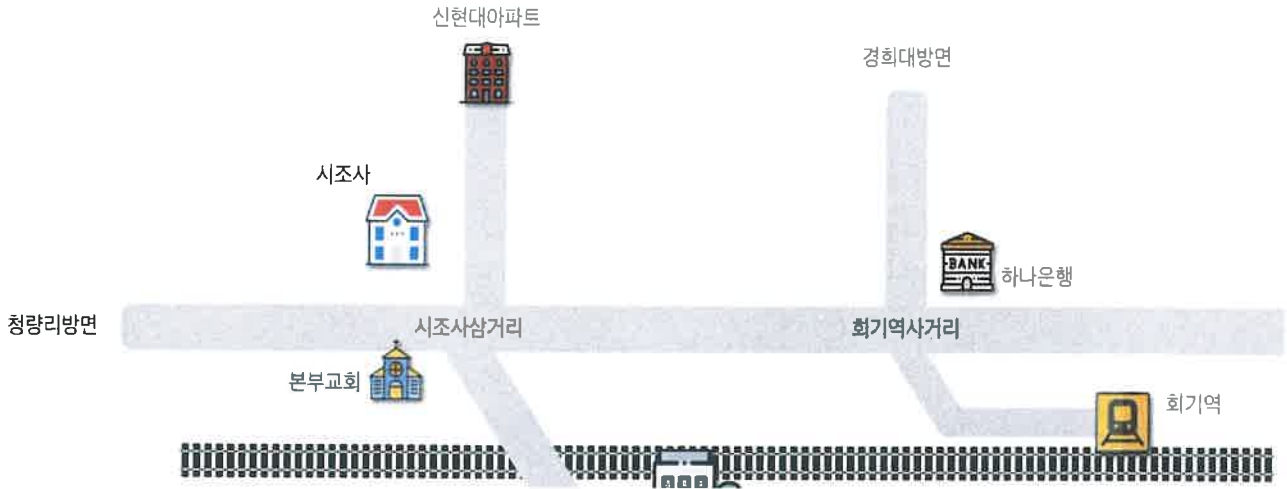 신현대아파트
경희대방면
시조사
BANK
하나운행
청량리방면
시조사삼거리
회기역사거리
본부교회
회기역